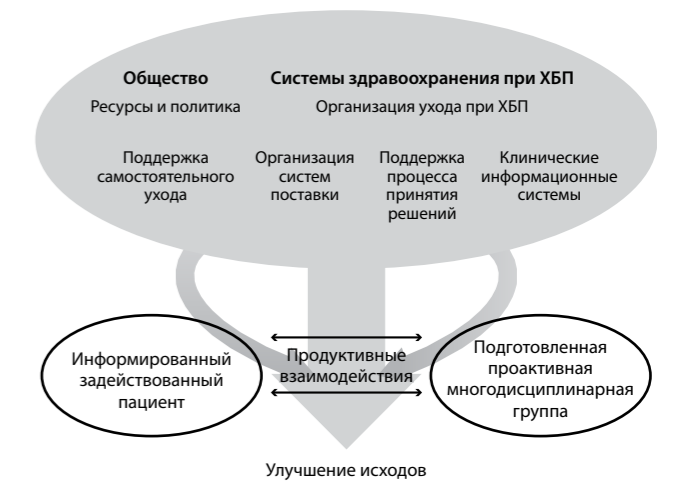 Общество
Системы здравоохранения при ХБП
Ресурсы и политика
Организация ухода при ХБП
Поддержка
самостоятельного
ухода
Организация
систем
поставки
Поддержка
процесса
принятия
решений
Клинические
информационные
системы
Информированный
задействованный
пациент
Продуктивные
взаимодействия
Подготовленная
проактивная
многодисциплинарная
группа
Улучшение исходов